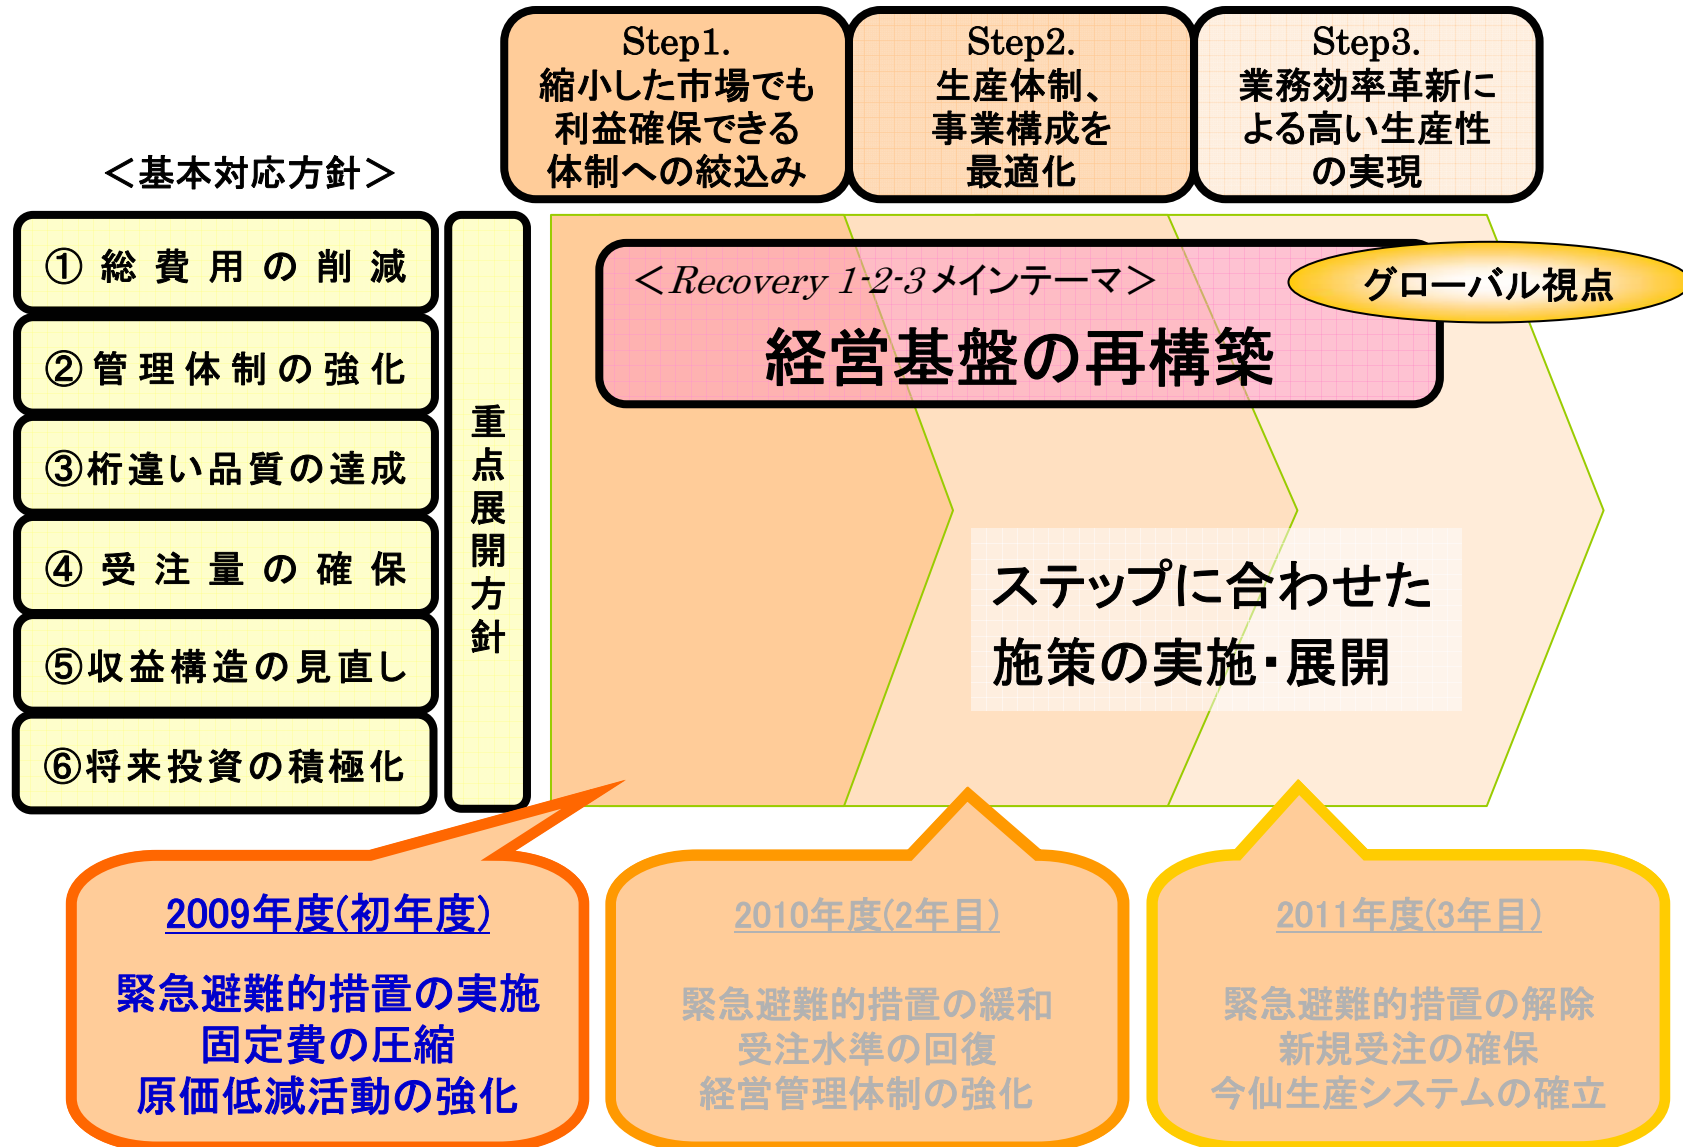 Step1.
縮小した市場でも
利益確保できる
体制への絞込み
Step2.
生産体制、
事業構成を
最適化
Step3.
業務効率革新に
よる高い生産性
の実現
＜基本対応方針＞
①総費用の削減
②管理体制の強化
③桁違い品質の達成
④受注量の確保
⑤収益構造の見直し
⑥将来投資の積極化
重点展開方針
＜Recovery 1-2-3メインテーマ＞
経営基盤の再構築
グローバル視点
ステップに合わせた
施策の実施・展開
2009年度(初年度)
緊急避難的措置の実施
固定費の圧縮
原価低減活動の強化
2010年度(2年目)
緊急避難的措置の緩和
受注水準の回復
経営管理体制の強化
2011年度(3年目)
緊急避難的措置の解除
新規受注の確保
今仙生産システムの確立